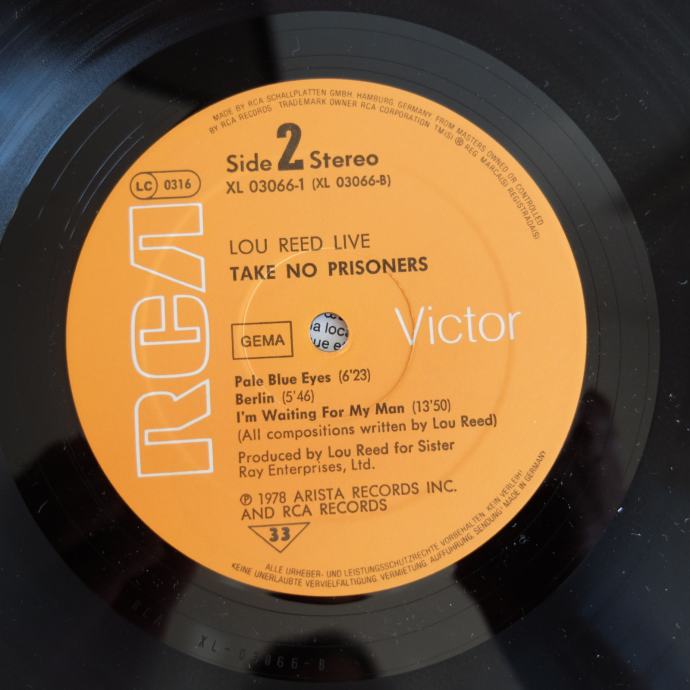 MADE BY RCA SCHALLPLATTEN GMBH, HAMBURG, GERMANY FROM MASTERS OWNED OR CONTROLLED
BY RCA RECORDS TRADEMARK OWNER RCA CORPORATION TM(S) ® REG. MARCA(S) REGISTRADA(S)
Side 2 Stereo
LC 0316
XL 03066-1 (XL 03066-B)
RCA
LOU REED LIVE
TAKE NO PRISONERS
Victor
GEMA
a loc
ue e
Pale Blue Eyes (6'23)
Berlin (5'46)
I'm Waiting For My Man (13'50)
(All compositions written by Lou Reed)
Produced by Lou Reed for Sister
Ray Enterprises, Ltd.
℗ 1978 ARISTA RECORDS INC.
AND RCA RECORDS
33
ALLE URHEBER- UND LEISTUNGSSCHUTZRECHTE VORBEHALTEN. KEIN VERLEIH!
KEINE UNERLAUBTE VERVIELFÄLTIGUNG, VERMIETUNG, AUFFÜHRUNG, SENDUNG · MADE IN GERMANY
RCA XL-03066-B